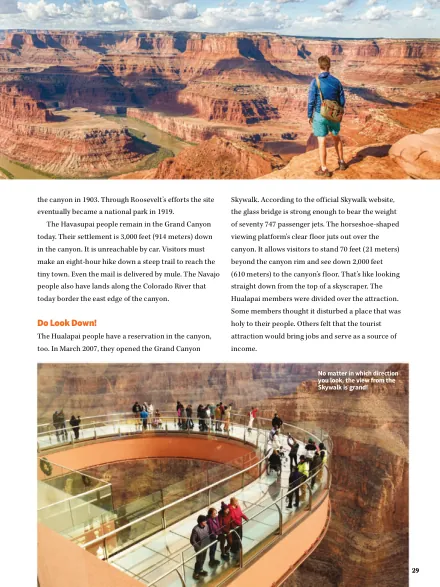 the canyon in 1903. Through Roosevelt's efforts the site
eventually became a national park in 1919.
The Havasupai people remain in the Grand Canyon
today. Their settlement is 3,000 feet (914 meters) down
in the canyon. It is unreachable by car. Visitors must
make an eight-hour hike down a steep trail to reach the
tiny town. Even the mail is delivered by mule. The Navajo
people also have lands along the Colorado River that
today border the east edge of the canyon.
Do Look Down!
The Hualapai people have a reservation in the canyon,
too. In March 2007, they opened the Grand Canyon
Skywalk. According to the official Skywalk website,
the glass bridge is strong enough to bear the weight
of seventy 747 passenger jets. The horseshoe-shaped
viewing platform's clear floor juts out over the
canyon. It allows visitors to stand 70 feet (21 meters)
beyond the canyon rim and see down 2,000 feet
(610 meters) to the canyon's floor. That's like looking
straight down from the top of a skyscraper. The
Hualapai members were divided over the attraction.
Some members thought it disturbed a place that was
holy to their people. Others felt that the tourist
attraction would bring jobs and serve as a source of
income.
No matter in which direction
you look, the view from the
Skywalk is grand!
29